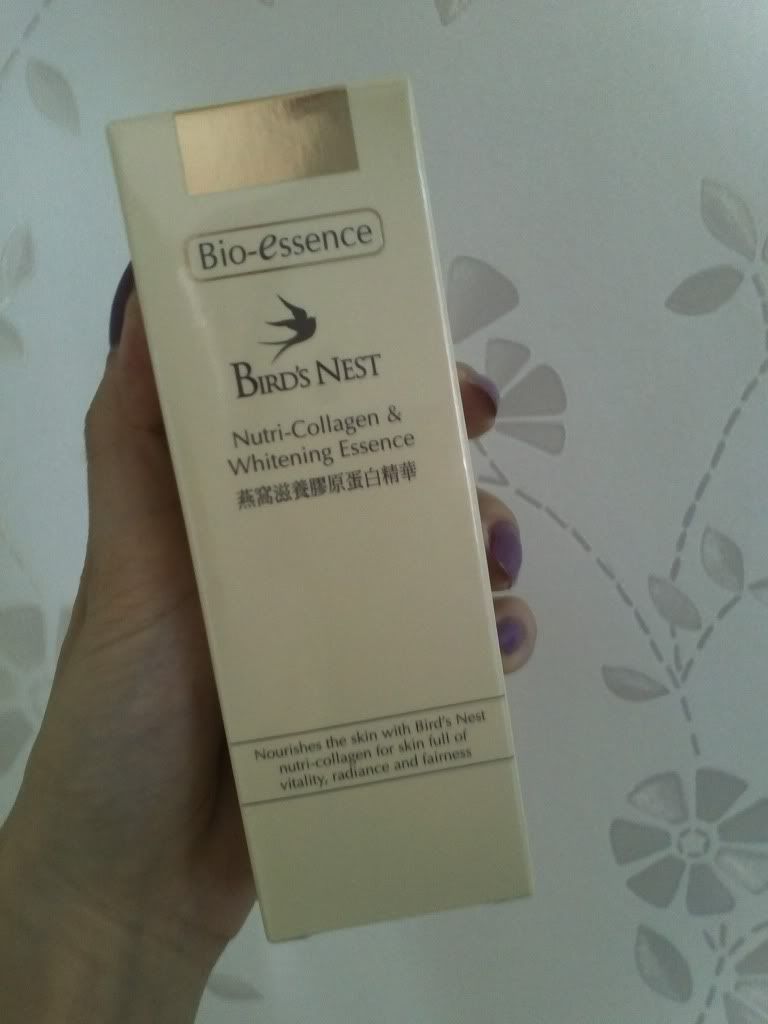 Bio-essence
BIRD'S NEST
Nutri-Collagen &
Whitening Essence
燕窩滋養膠原蛋白精華
Nourishes the skin with Bird's Nest
nutri-collagen for skin full of
vitality, radiance and fairness